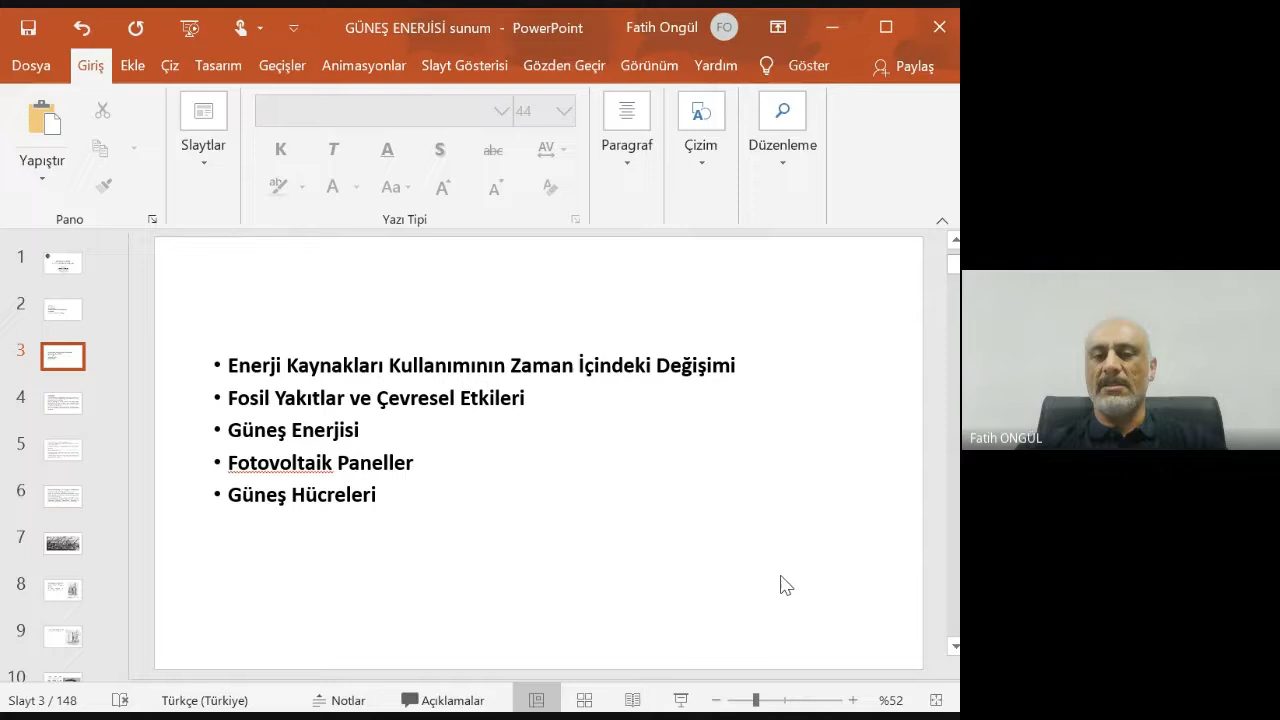 GÜNEŞ ENERJİSİ sunum - PowerPoint
Fatih Ongül
FO
Dosya Giriş Ekle Çiz Tasarım Geçişler Animasyonlar Slayt Gösterisi Gözden Geçir Görünüm Yardım Göster Paylaş
Yapıştır
Slaytlar
44
K T A S abc AV
ab A Aa A A A
Paragraf
Çizim
Düzenleme
Pano
Yazı Tipi
1
2
3
4
5
6
7
8
9
10
• Enerji Kaynakları Kullanımının Zaman İçindeki Değişimi
• Fosil Yakıtlar ve Çevresel Etkileri
• Güneş Enerjisi
• Fotovoltaik Paneller
• Güneş Hücreleri
Fatih ONGÜL
Slayt 3 / 148 Türkçe (Türkiye) Notlar Açıklamalar %52